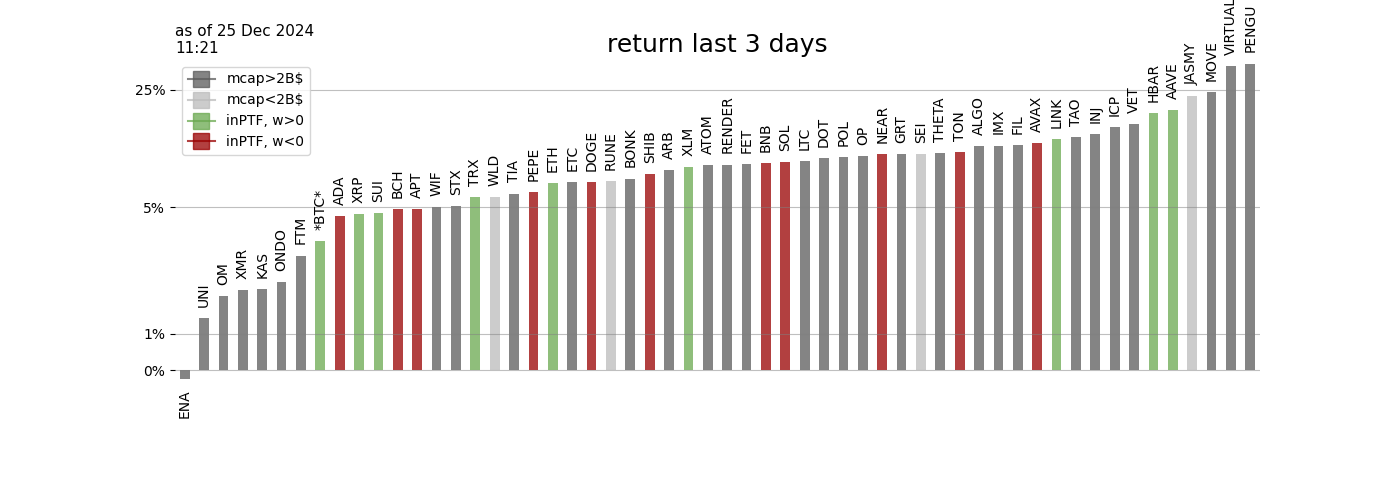 as of 25 Dec 2024
11:21
return last 3 days
mcap>2B$
mcap<2B$
inPTF, w>0
inPTF, w<0
25%
5%
1%
0%
ENA
UNI
OM
XMR
KAS
ONDO
FTM
*BTC*
ADA
XRP
SUI
BCH
APT
WIF
STX
TRX
WLD
TIA
PEPE
ETH
ETC
DOGE
RUNE
BONK
SHIB
ARB
XLM
ATOM
RENDER
FET
BNB
SOL
LTC
DOT
POL
OP
NEAR
GRT
SEI
THETA
TON
ALGO
IMX
FIL
AVAX
LINK
TAO
INJ
ICP
VET
HBAR
AAVE
JASMY
MOVE
VIRTUAL
PENGU